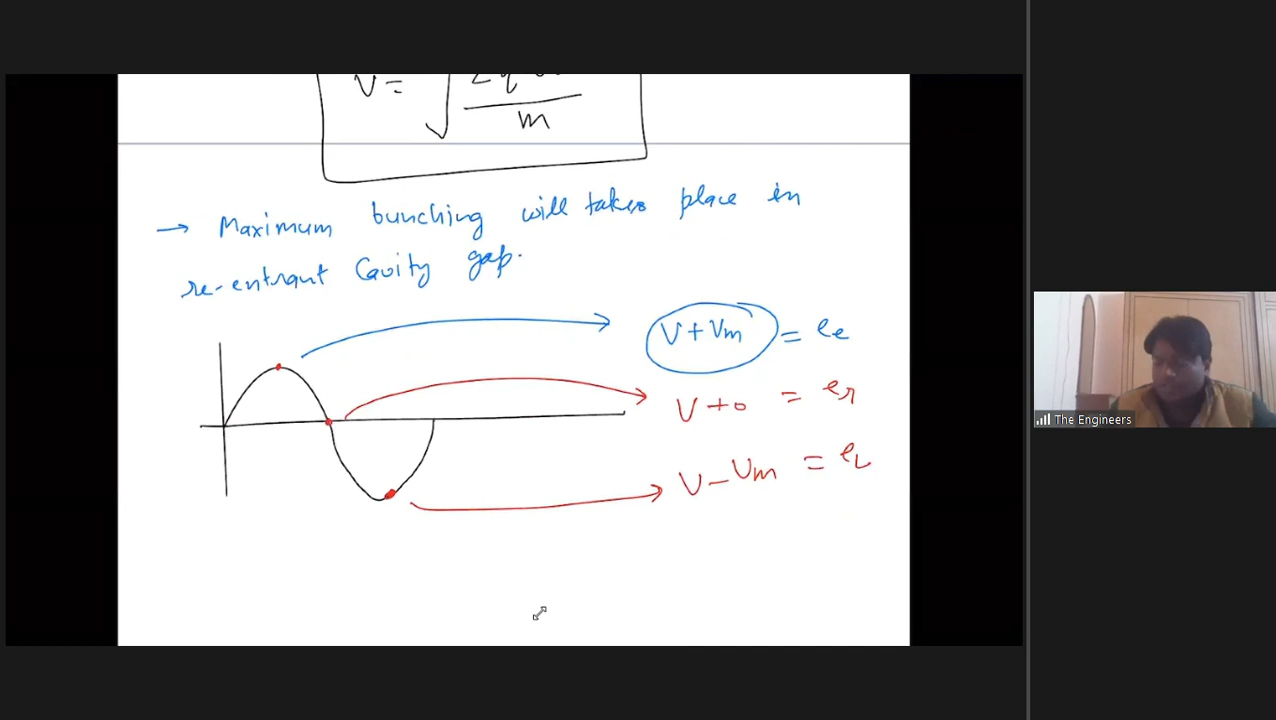 V =
m
→ Maximum bunching will takes place in
re-entrant Cavity gap.
V + Vm = ee
V + 0 = er
V - Vm = eL
The Engineers